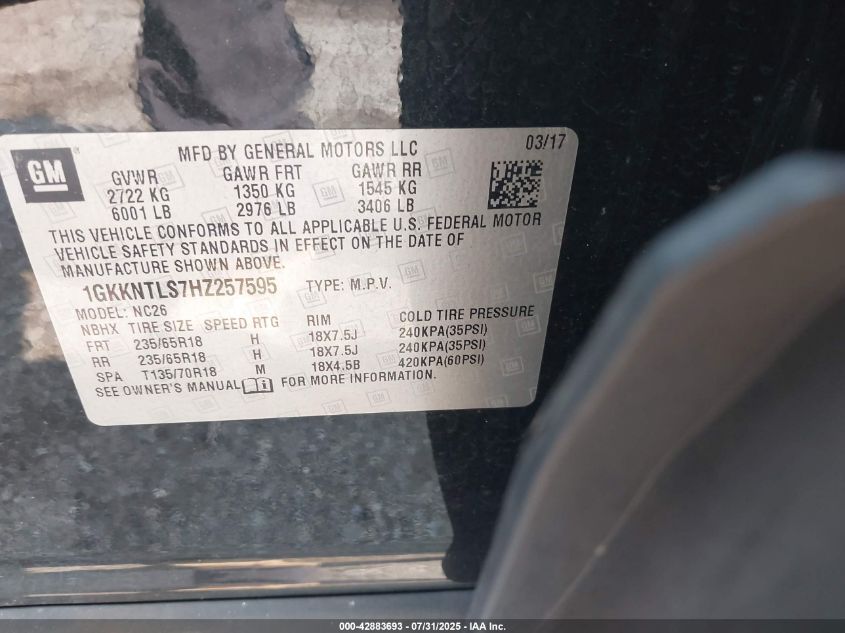 GM
MFD BY GENERAL MOTORS LLC 03/17
GVWR GAWR FRT GAWR RR
2722 KG 1350 KG 1545 KG
6001 LB 2976 LB 3406 LB
THIS VEHICLE CONFORMS TO ALL APPLICABLE U.S. FEDERAL MOTOR
VEHICLE SAFETY STANDARDS IN EFFECT ON THE DATE OF
MANUFACTURE SHOWN ABOVE.
1GKKNTLS7HZ257595 TYPE: M.P.V.
MODEL: NC26
NBHX TIRE SIZE SPEED RTG RIM COLD TIRE PRESSURE
FRT 235/65R18 H 18X7.5J 240KPA(35PSI)
RR 235/65R18 H 18X7.5J 240KPA(35PSI)
SPA T135/70R18 M 18X4.5B 420KPA(60PSI)
SEE OWNER'S MANUAL FOR MORE INFORMATION.
000-42883693 - 07/31/2025 - IAA Inc.